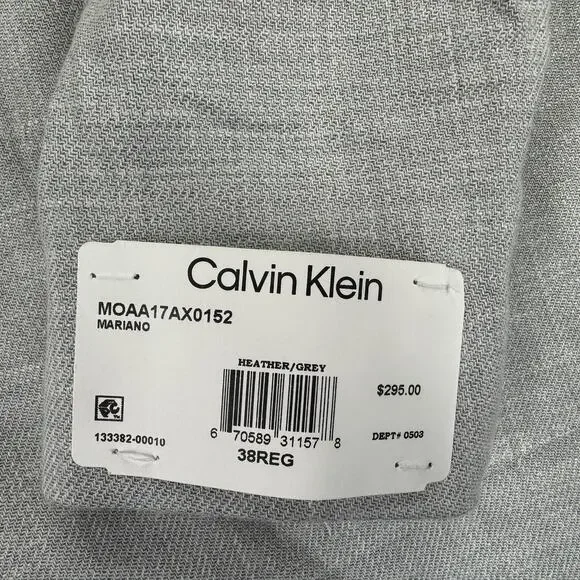 Calvin Klein
MOAA17AX0152
MARIANO
HEATHER/GREY
$295.00
6 70589 31157 8
133382-00010
38REG
DEPT# 0503